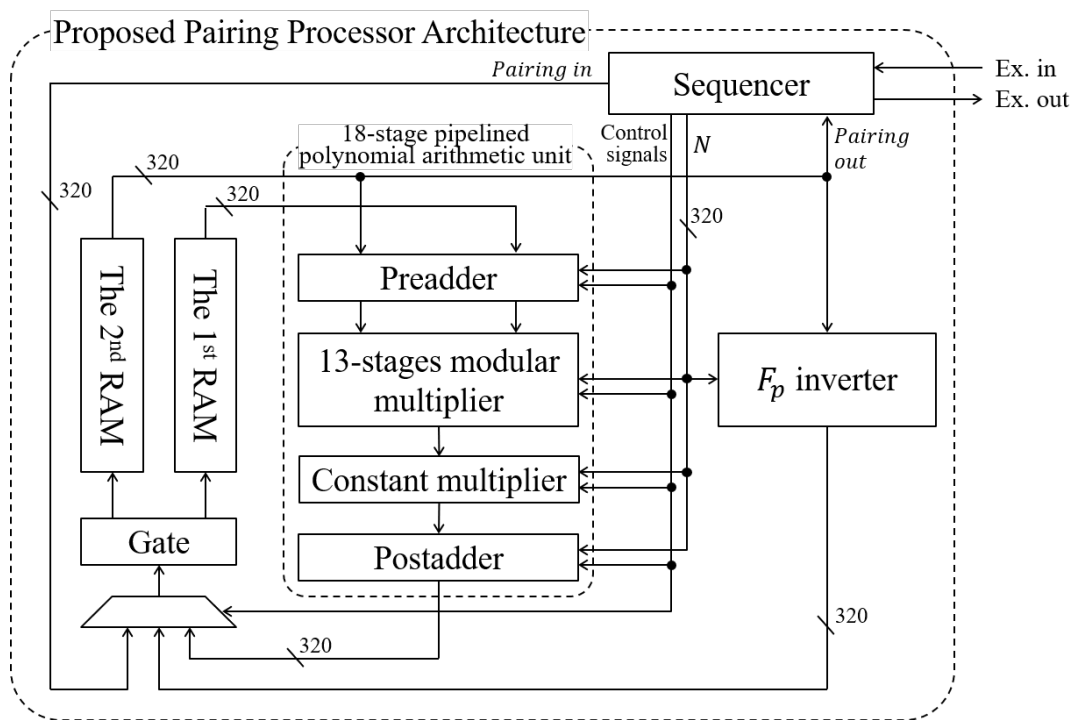 Proposed Pairing Processor Architecture
Pairing in
Sequencer
Ex. in
Ex. out
18-stage pipelined
polynomial arithmetic unit
Control
signals
N
Pairing
out
320
320
320
320
The 2nd RAM
The 1st RAM
Preadder
13-stages modular
multiplier
Fp inverter
Constant multiplier
Gate
Postadder
320
320